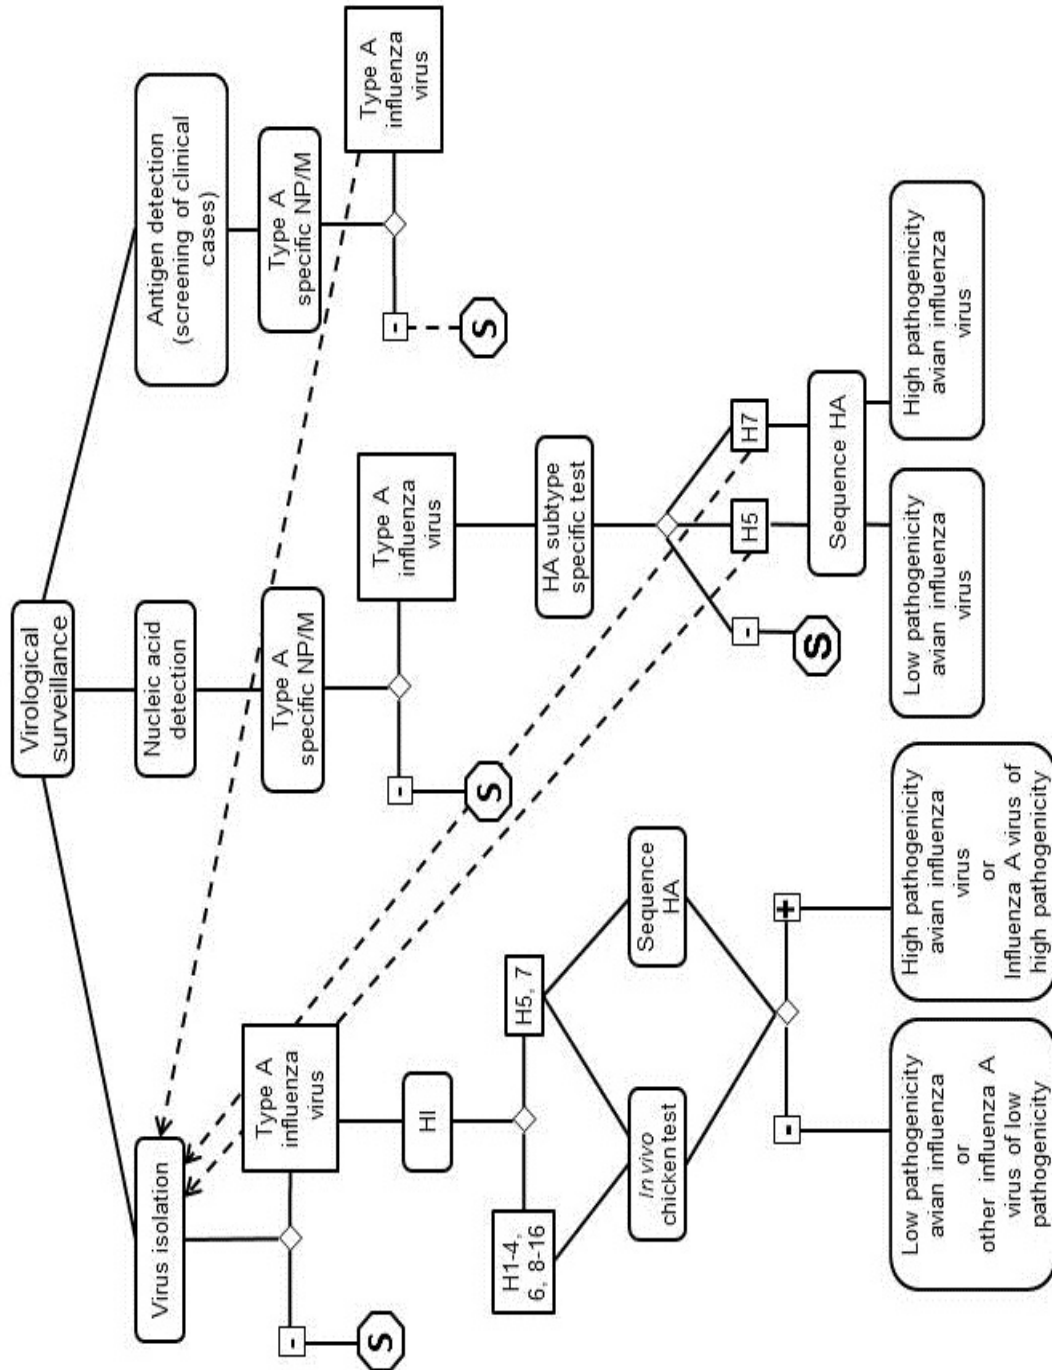 Virological
surveillance
Virus isolation
Nucleic acid
detection
Antigen detection
(screening of clinical
cases)
-
S
Type A
influenza
virus
Type A
specific NP/M
Type A
specific NP/M
HI
-
S
Type A
influenza
virus
-
S
Type A
influenza
virus
H1-4,
6, 8-16
H5, 7
HA subtype
specific test
In vivo
chicken test
Sequence
HA
-
S
H5
H7
-
+
Sequence HA
Low pathogenicity
avian influenza
or
other influenza A
virus of low
pathogenicity
High pathogenicity
avian influenza
virus
or
Influenza A virus of
high pathogenicity
Low pathogenicity
avian influenza
virus
High pathogenicity
avian influenza
virus